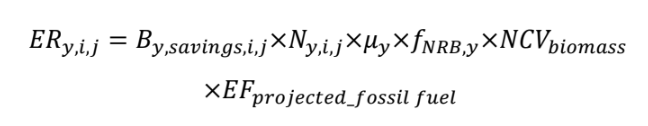 ER_{y,i,j} = B_{y,savings,i,j}×N_{y,i,j}×μ_y×f_{NRB,y}×NCV_{biomass}
×EF_{projected_fossil fuel}